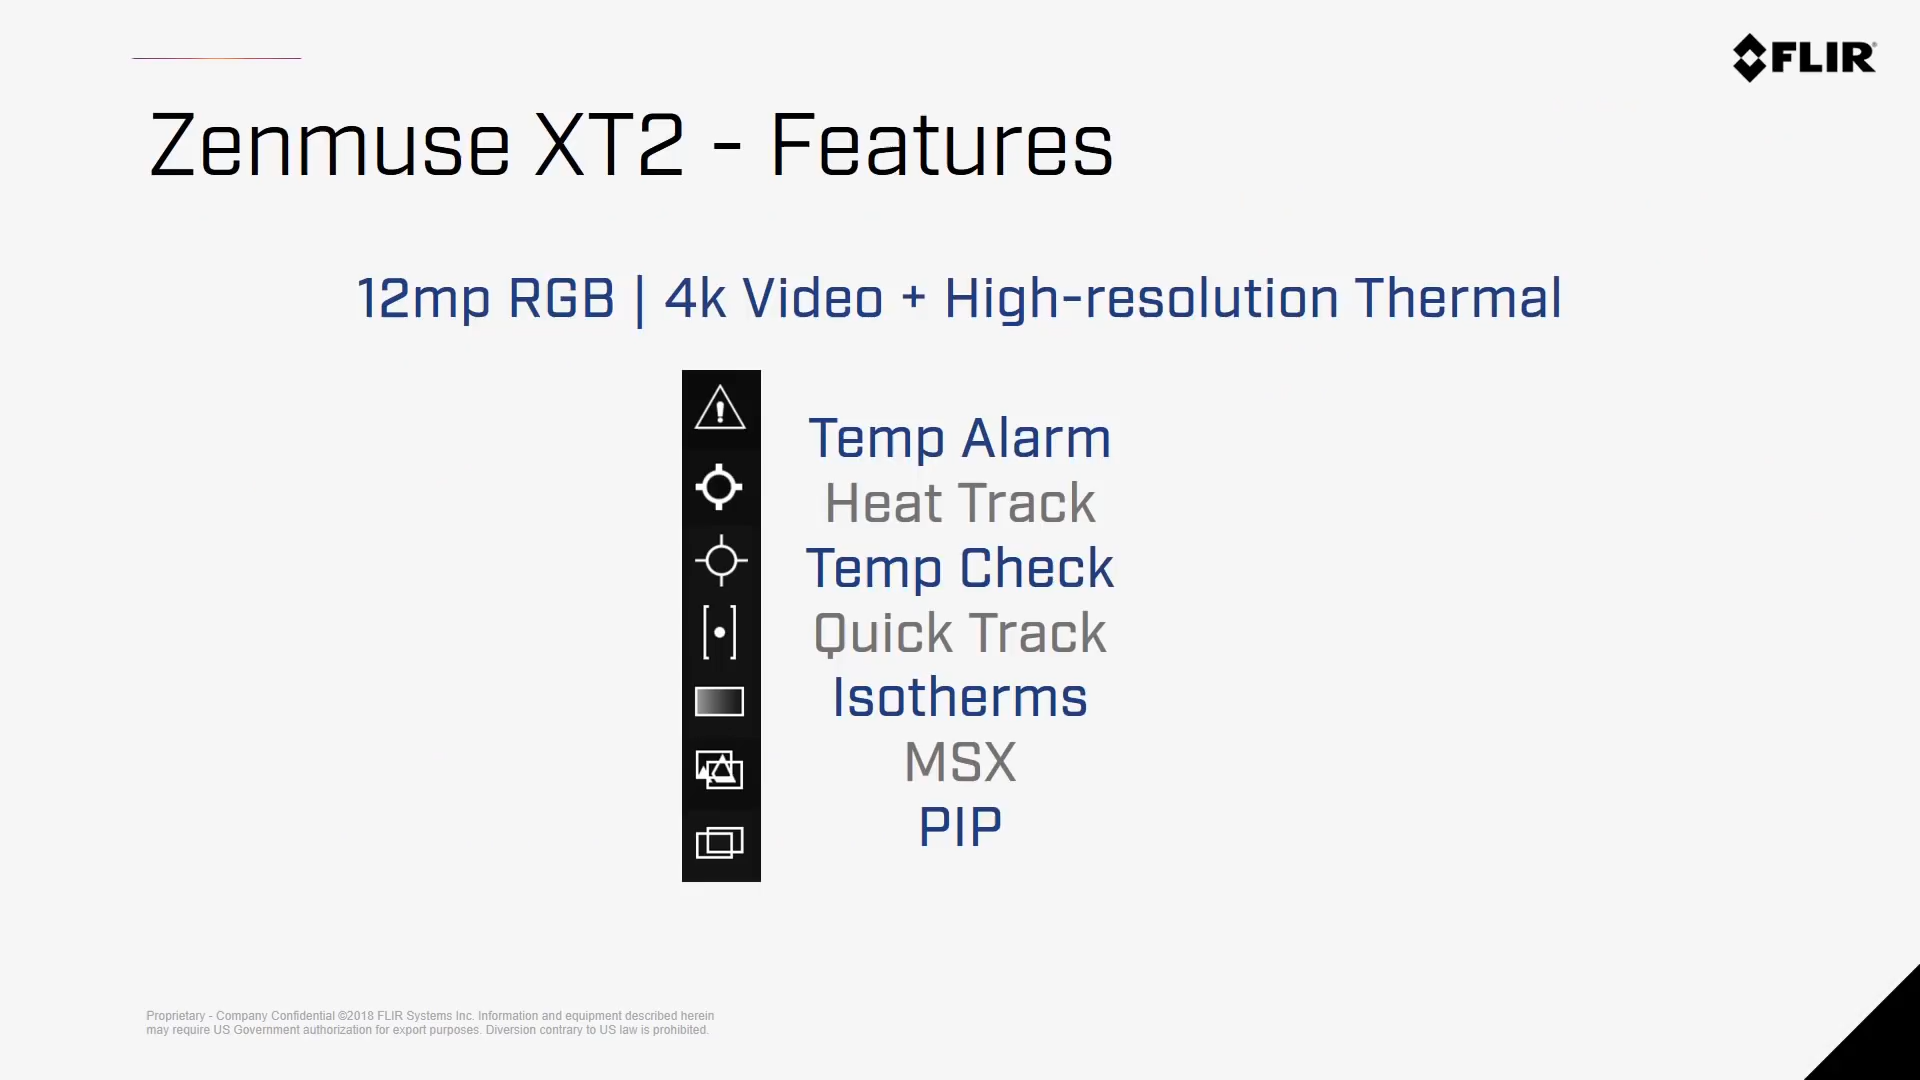 FLIR
Zenmuse XT2 - Features
12mp RGB | 4k Video + High-resolution Thermal
Temp Alarm
Heat Track
Temp Check
Quick Track
Isotherms
MSX
PIP
Proprietary - Company Confidential ©2018 FLIR Systems Inc. Information and equipment described herein
may require US Government authorization for export purposes. Diversion contrary to US law is prohibited.